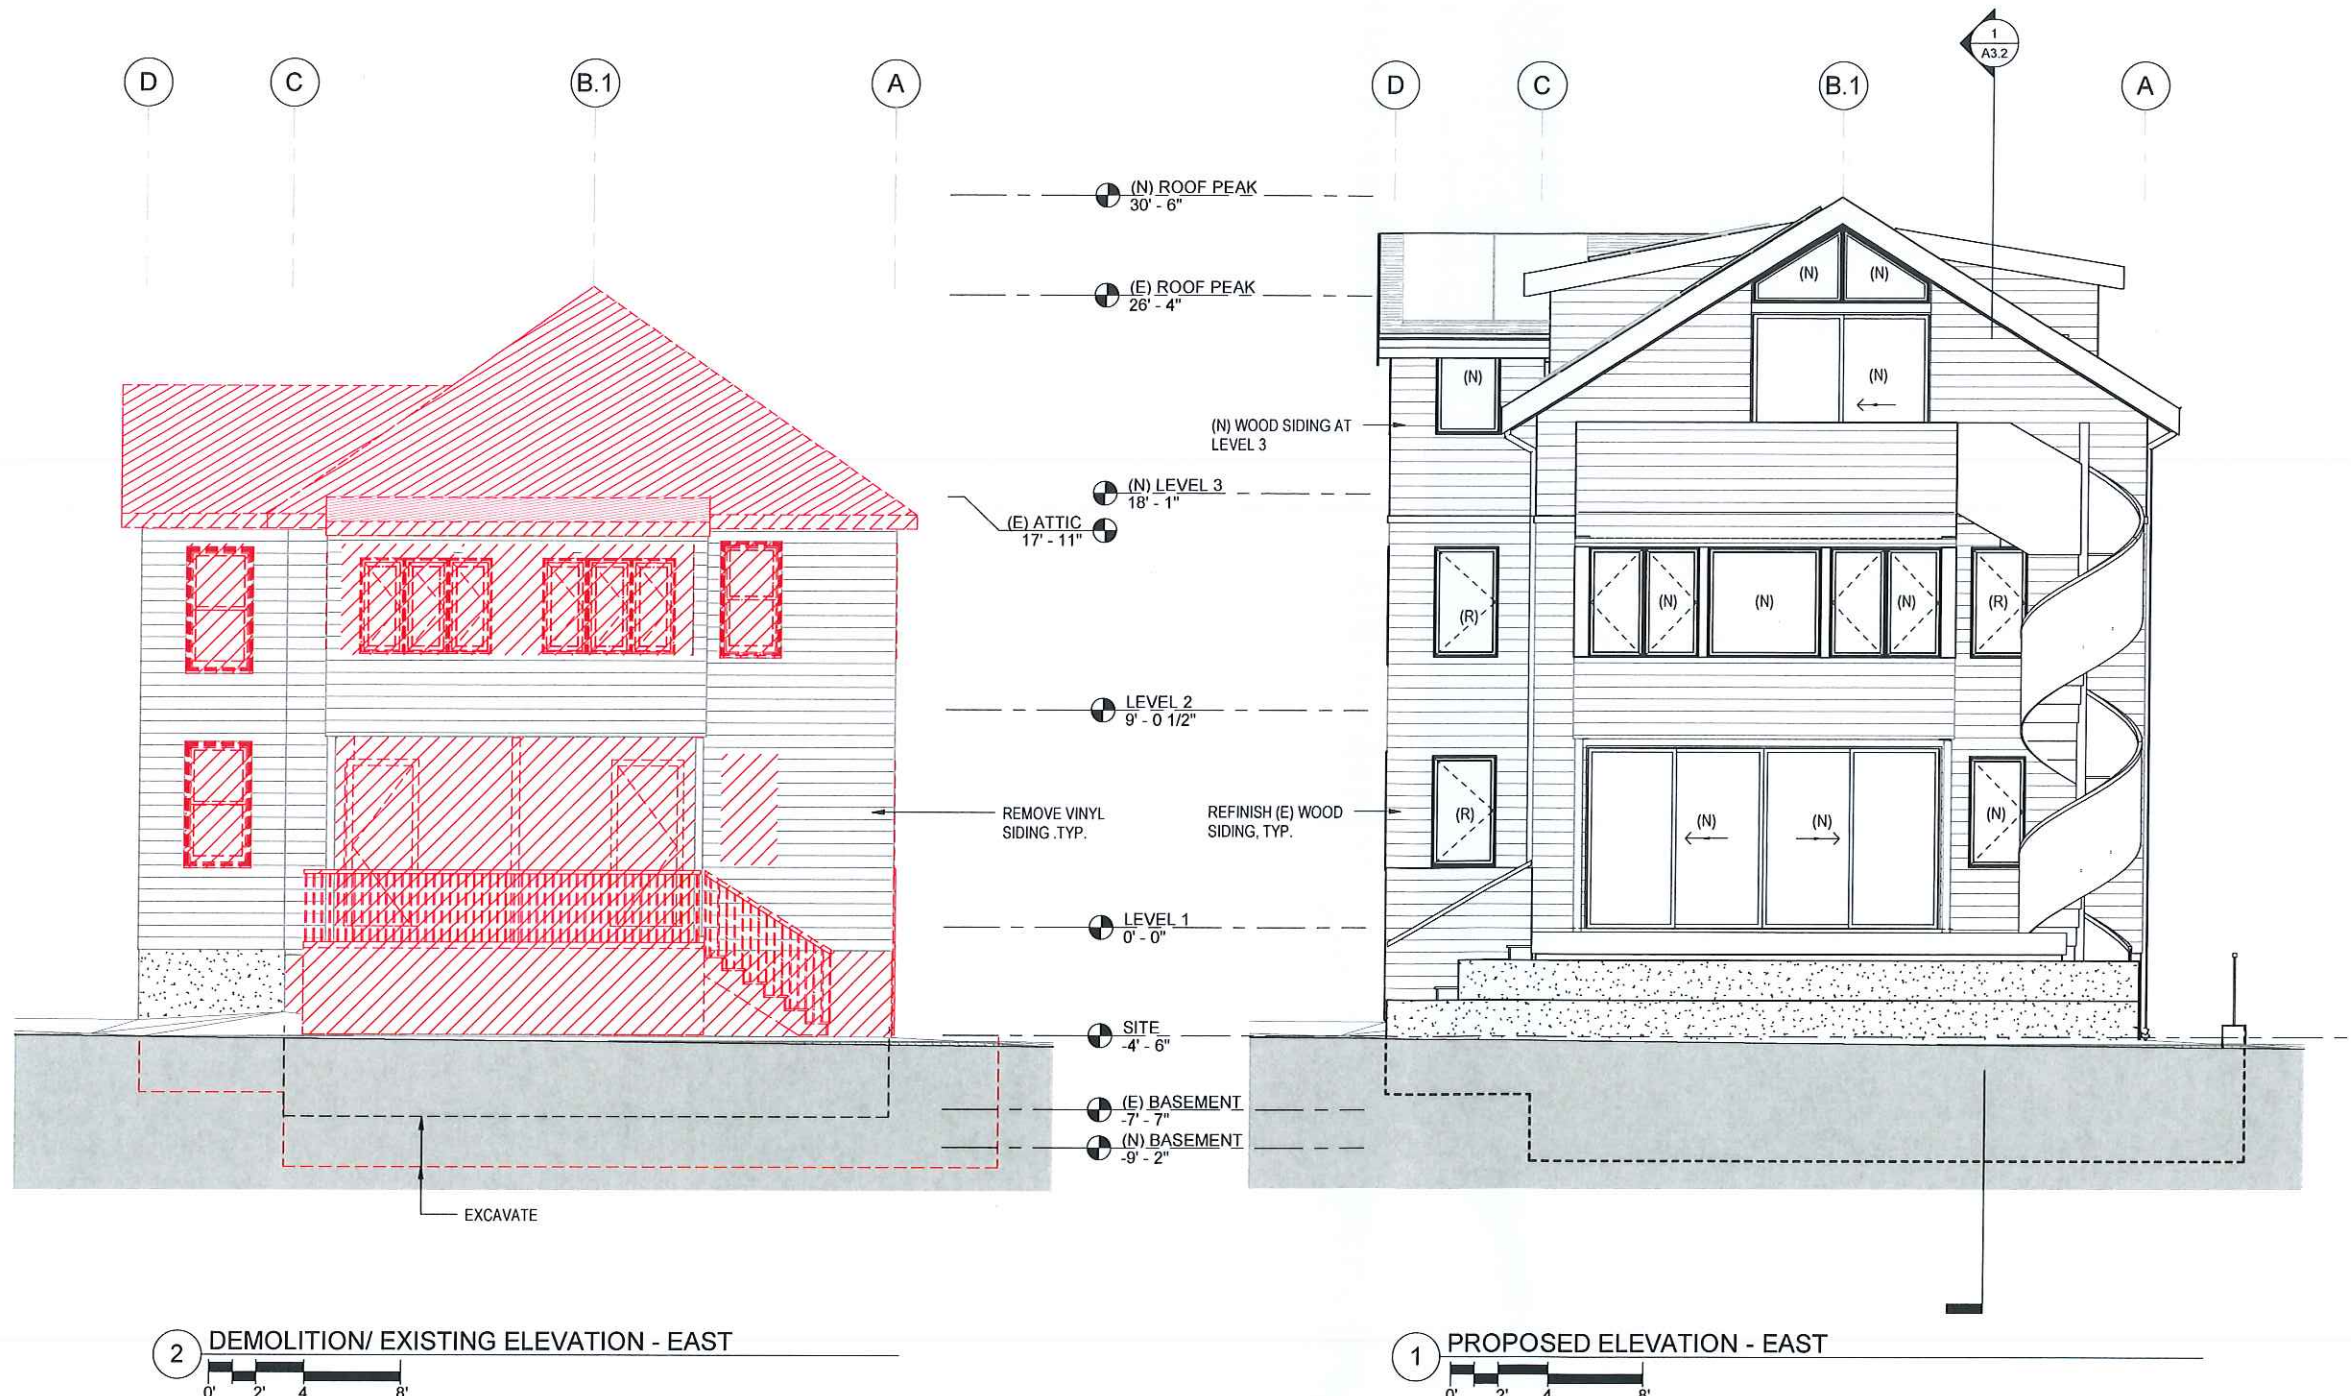 D
C
B.1
A
D
C
B.1
A
1
A3.2
(N) ROOF PEAK
30' - 6"
(E) ROOF PEAK
26' - 4"
(N) WOOD SIDING AT
LEVEL 3
(N) LEVEL 3
18' - 1"
(E) ATTIC
17' - 11"
LEVEL 2
9' - 0 1/2"
REMOVE VINYL
SIDING .TYP.
REFINISH (E) WOOD
SIDING, TYP.
LEVEL 1
0' - 0"
SITE
-4' - 6"
(E) BASEMENT
-7' - 7"
(N) BASEMENT
-9' - 2"
EXCAVATE
(N)
(N)
(N)
(N)
(R)
(N)
(N)
(N)
(R)
(R)
(N)
(N)
(N)
2
DEMOLITION/ EXISTING ELEVATION - EAST
0' 2' 4 8'
1
PROPOSED ELEVATION - EAST
0' 2' 4 8'